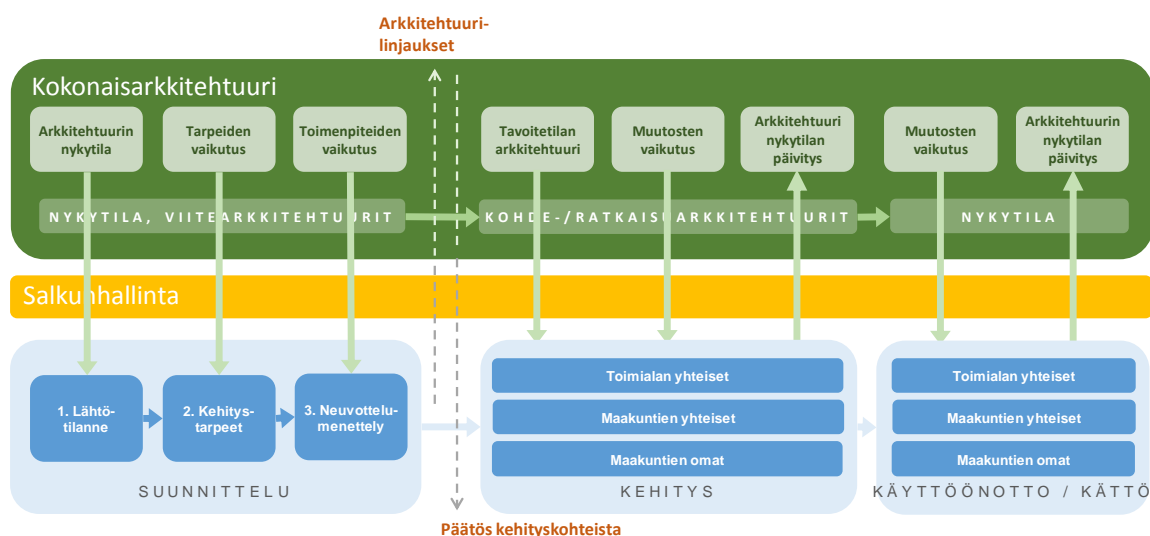 Arkkitehtuuri-
linjaukset
Kokonaisarkkitehtuuri
Arkkitehtuurin
nykytila
Tarpeiden
vaikutus
Toimenpiteiden
vaikutus
Tavoitetilan
arkkitehtuuri
Muutosten
vaikutus
Arkkitehtuuri
nykytilan
päivitys
Muutosten
vaikutus
Arkkitehtuurin
nykytilan
päivitys
NYKYTILA, VIITEARKKITEHTUURIT
KOHDE-/RATKAISUARKKITEHTUURIT
NYKYTILA
Salkunhallinta
1. Lähtö-
tilanne
2. Kehitys-
tarpeet
3. Neuvottelu-
menettely
SUUNNITTELU
Toimialan yhteiset
Maakuntien yhteiset
Maakuntien omat
KEHITYS
Toimialan yhteiset
Maakuntien yhteiset
Maakuntien omat
KÄYTTÖÖNOTTO / KÄTTÖ
Päätös kehityskohteista